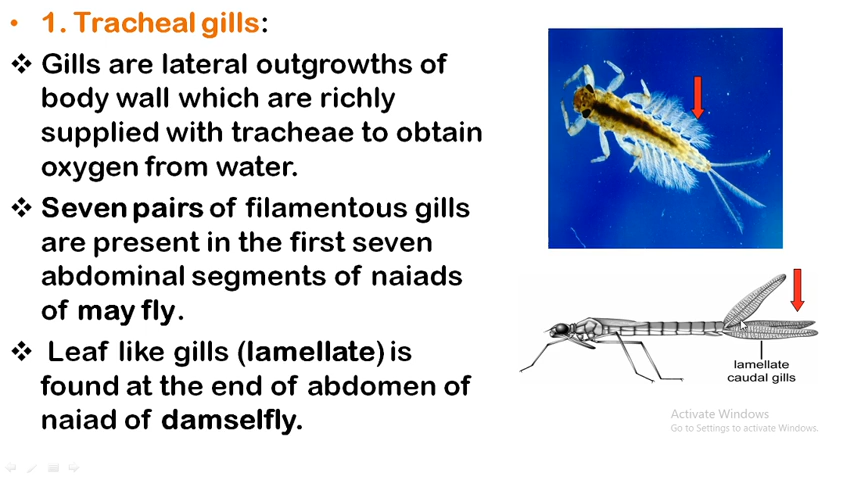 • 1. Tracheal gills:
❖ Gills are lateral outgrowths of
body wall which are richly
supplied with tracheae to obtain
oxygen from water.
❖ Seven pairs of filamentous gills
are present in the first seven
abdominal segments of naiads
of may fly.
❖ Leaf like gills (lamellate) is
found at the end of abdomen of
naiad of damselfly.
lamellate
caudal gills
Activate Windows
Go to Settings to activate Windows.